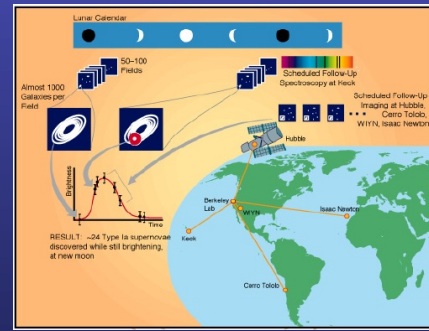 Lunar Calendar
50–100
Fields
Almost 1000
Galaxies per
Field
Scheduled Follow-Up
Spectroscopy at Keck
Scheduled Follow-Up
Imaging at Hubble,
Cerro Tololo,
WIYN, Isaac Newton
Hubble
Brightness
Time
Berkeley
Lab
WIYN
Isaac Newton
Keck
RESULT: ~24 Type Ia supernovae
discovered while still brightening,
at new moon
Cerro Tololo